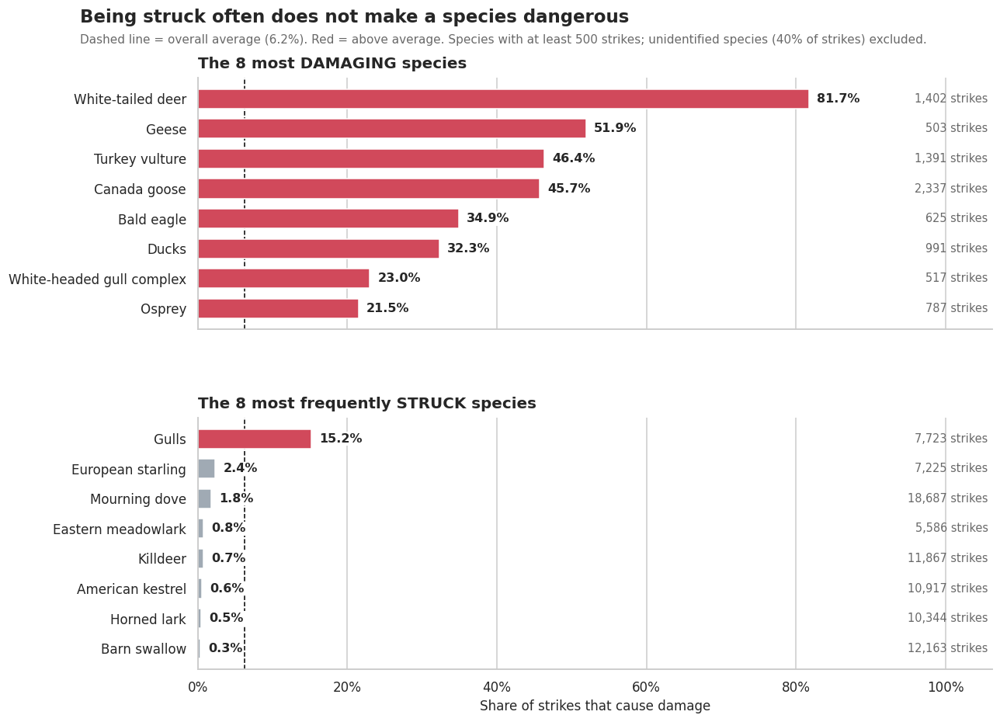 Being struck often does not make a species dangerous
Dashed line = overall average (6.2%). Red = above average. Species with at least 500 strikes; unidentified species (40% of strikes) excluded.
The 8 most DAMAGING species
White-tailed deer 81.7% 1,402 strikes
Geese 51.9% 503 strikes
Turkey vulture 46.4% 1,391 strikes
Canada goose 45.7% 2,337 strikes
Bald eagle 34.9% 625 strikes
Ducks 32.3% 991 strikes
White-headed gull complex 23.0% 517 strikes
Osprey 21.5% 787 strikes
The 8 most frequently STRUCK species
Gulls 15.2% 7,723 strikes
European starling 2.4% 7,225 strikes
Mourning dove 1.8% 18,687 strikes
Eastern meadowlark 0.8% 5,586 strikes
Killdeer 0.7% 11,867 strikes
American kestrel 0.6% 10,917 strikes
Horned lark 0.5% 10,344 strikes
Barn swallow 0.3% 12,163 strikes
0% 20% 40% 60% 80% 100%
Share of strikes that cause damage